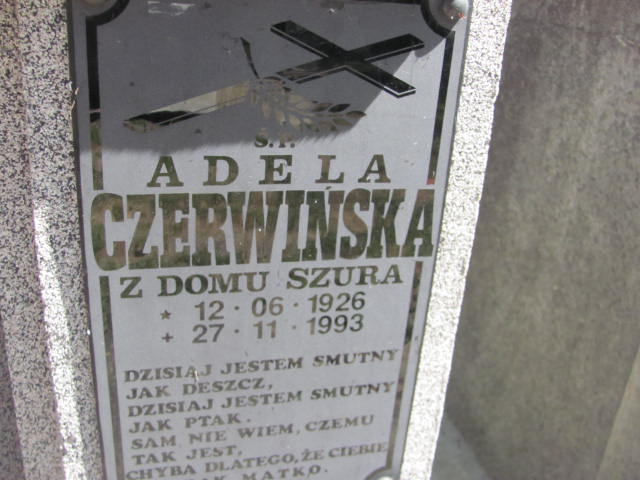 Ś.P.
ADELA
CZERWIŃSKA
Z DOMU SZURA
* 12·06·1926
+ 27·11·1993
DZISIAJ JESTEM SMUTNY
JAK DESZCZ,
DZISIAJ JESTEM SMUTNY
JAK PTAK.
SAM NIE WIEM, CZEMU
TAK JEST,
CHYBA DLATEGO, ŻE CIEBIE
MATKO.